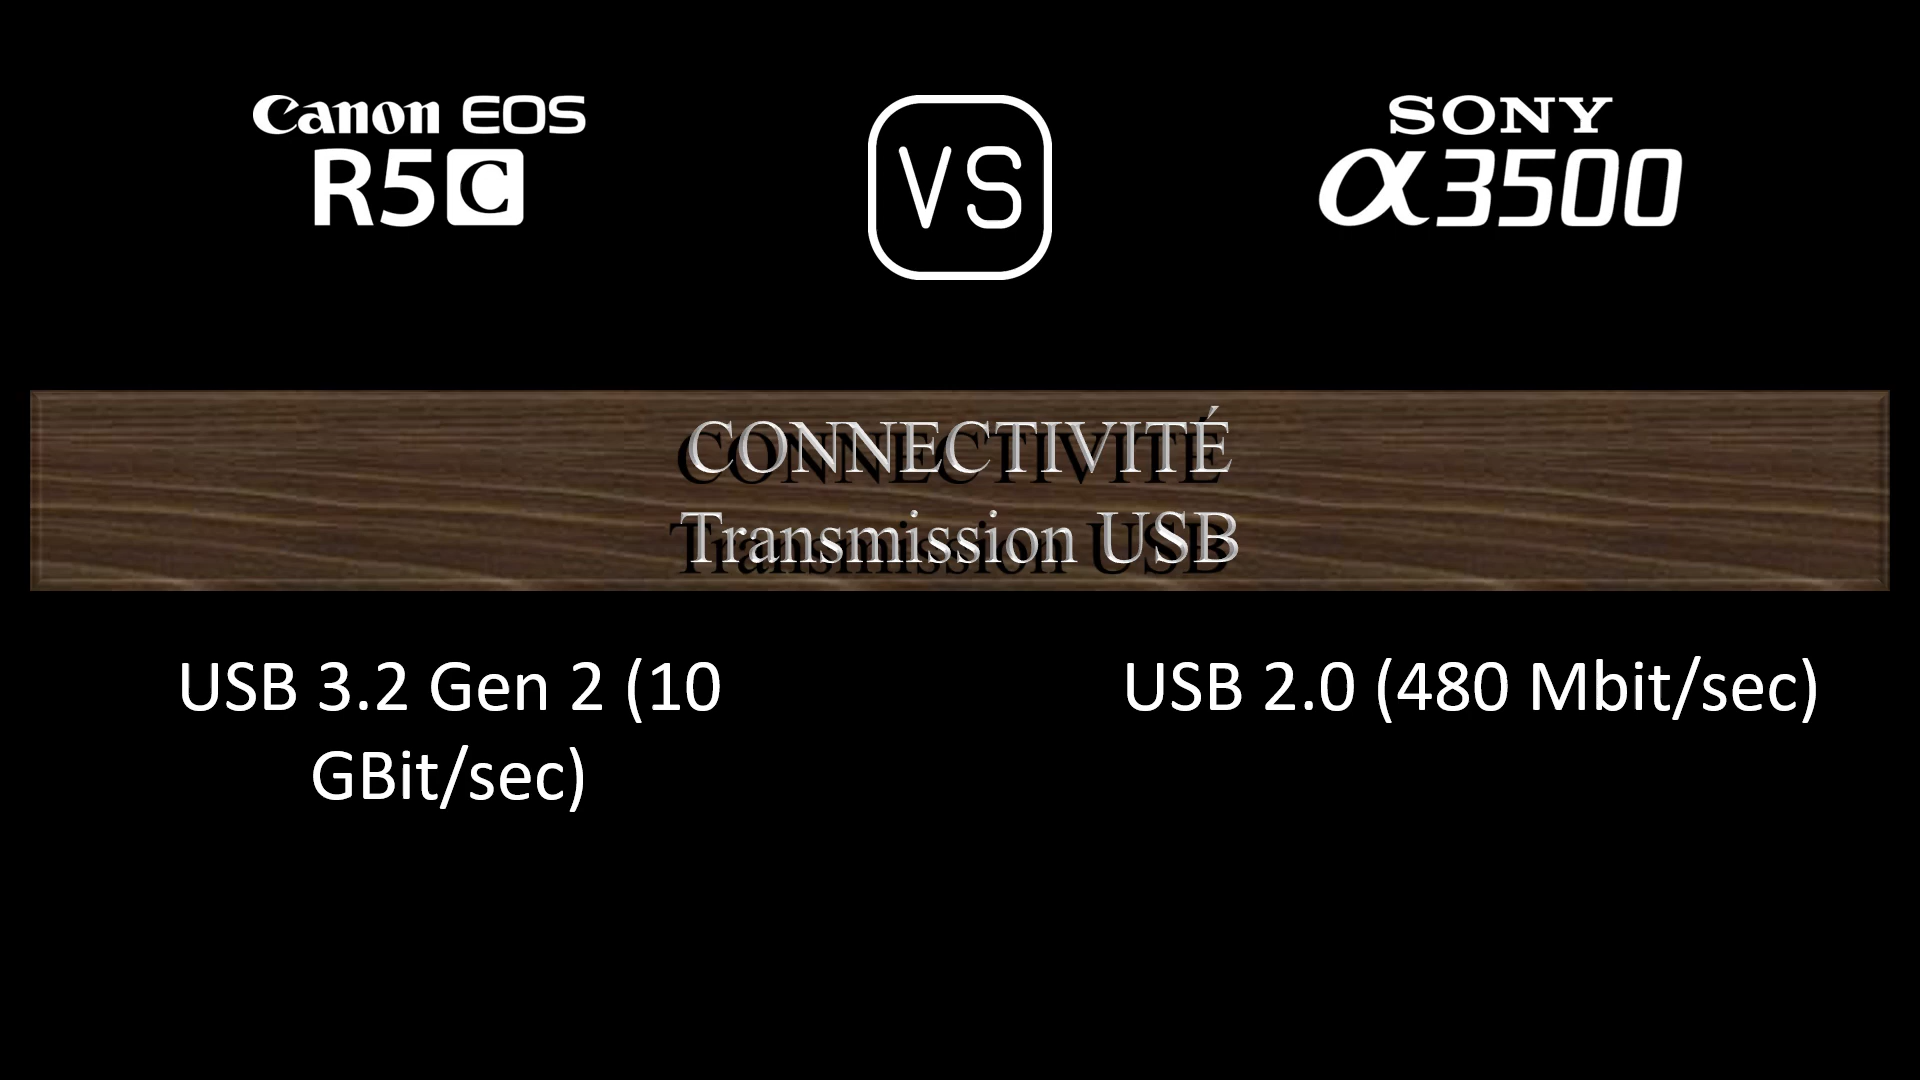 Canon EOS
R5 C
VS
SONY
α3500
CONNECTIVITÉ
Transmission USB
USB 3.2 Gen 2 (10
GBit/sec)
USB 2.0 (480 Mbit/sec)